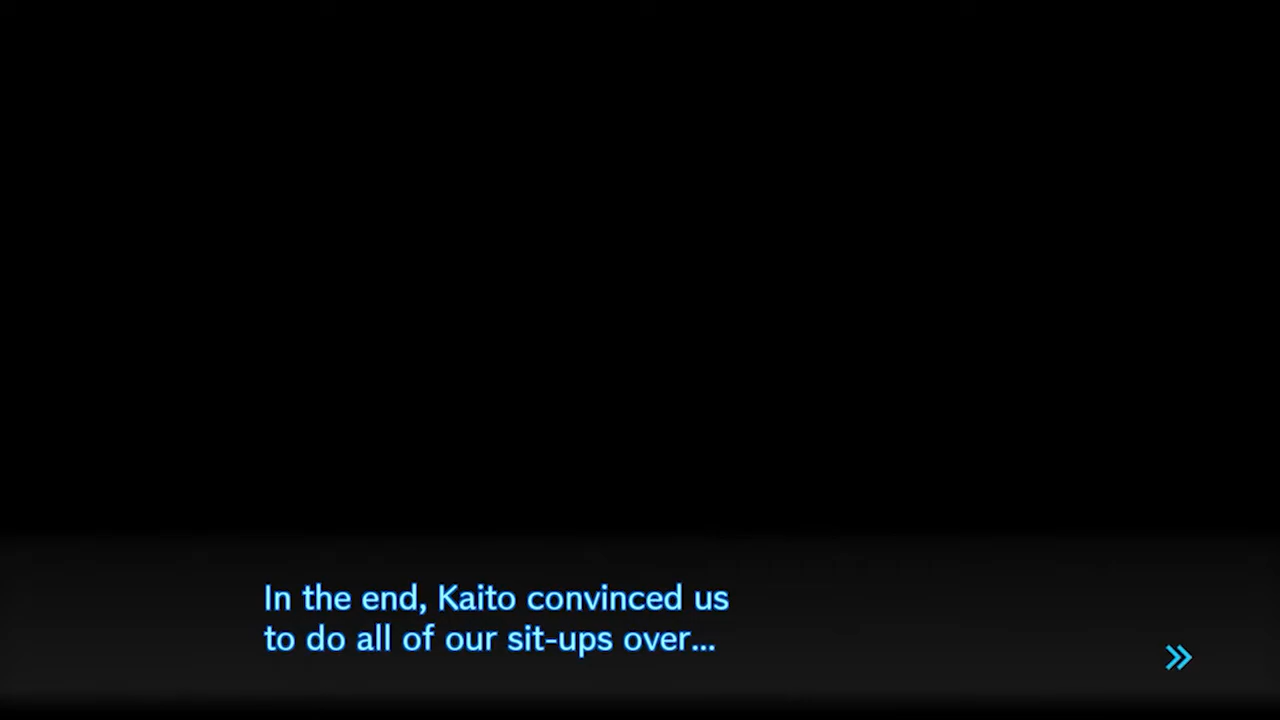 In the end, Kaito convinced us
to do all of our sit-ups over...